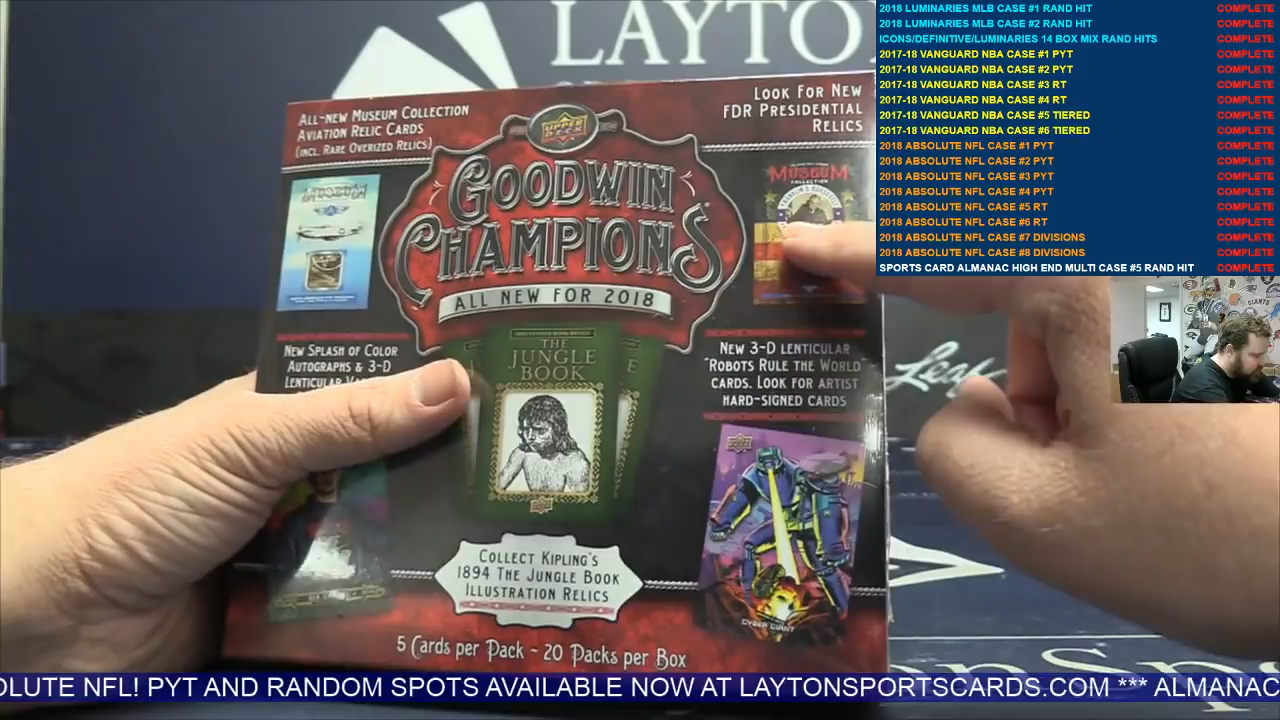 LAYTON
ALL-NEW MUSEUM COLLECTION
AVIATION RELIC CARDS
(INCL. RARE OVERIZED RELICS)
LOOK FOR NEW
FDR PRESIDENTIAL
RELICS
UPPER
DECK
GOODWIN
CHAMPIONS
ALL NEW FOR 2018
MUSEUM
COLLECTION
NEW SPLASH OF COLOR
AUTOGRAPHS & 3-D
LENTICULAR
THE
JUNGLE
BOOK
NEW 3-D LENTICULAR
"ROBOTS RULE THE WORLD"
CARDS. LOOK FOR ARTIST
HARD-SIGNED CARDS
CYBER GIANT
COLLECT KIPLING'S
1894 THE JUNGLE BOOK
ILLUSTRATION RELICS
5 CARDS PER PACK - 20 PACKS PER BOX
Leaf
2018 LUMINARIES MLB CASE #1 RAND HIT COMPLETE
2018 LUMINARIES MLB CASE #2 RAND HIT COMPLETE
ICONS/DEFINITIVE/LUMINARIES 14 BOX MIX RAND HITS COMPLETE
2017-18 VANGUARD NBA CASE #1 PYT COMPLETE
2017-18 VANGUARD NBA CASE #2 PYT COMPLETE
2017-18 VANGUARD NBA CASE #3 RT COMPLETE
2017-18 VANGUARD NBA CASE #4 RT COMPLETE
2017-18 VANGUARD NBA CASE #5 TIERED COMPLETE
2017-18 VANGUARD NBA CASE #6 TIERED COMPLETE
2018 ABSOLUTE NFL CASE #1 PYT COMPLETE
2018 ABSOLUTE NFL CASE #2 PYT COMPLETE
2018 ABSOLUTE NFL CASE #3 PYT COMPLETE
2018 ABSOLUTE NFL CASE #4 PYT COMPLETE
2018 ABSOLUTE NFL CASE #5 RT COMPLETE
2018 ABSOLUTE NFL CASE #6 RT COMPLETE
2018 ABSOLUTE NFL CASE #7 DIVISIONS COMPLETE
2018 ABSOLUTE NFL CASE #8 DIVISIONS COMPLETE
SPORTS CARD ALMANAC HIGH END MULTI CASE #5 RAND HIT COMPLETE
GIANTS
OLUTE NFL! PYT AND RANDOM SPOTS AVAILABLE NOW AT LAYTONSPORTSCARDS.COM *** ALMANAC